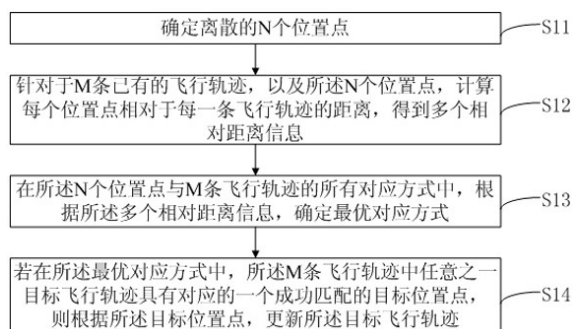 确定离散的N个位置点
S11
针对于M条已有的飞行轨迹，以及所述N个位置点，计算
每个位置点相对于每一条飞行轨迹的距离，得到多个相
对距离信息
S12
在所述N个位置点与M条飞行轨迹的所有对应方式中，根
据所述多个相对距离信息，确定最优对应方式
S13
若在所述最优对应方式中，所述M条飞行轨迹中任意之一
目标飞行轨迹具有对应的一个成功匹配的目标位置点，
则根据所述目标位置点，更新所述目标飞行轨迹
S14